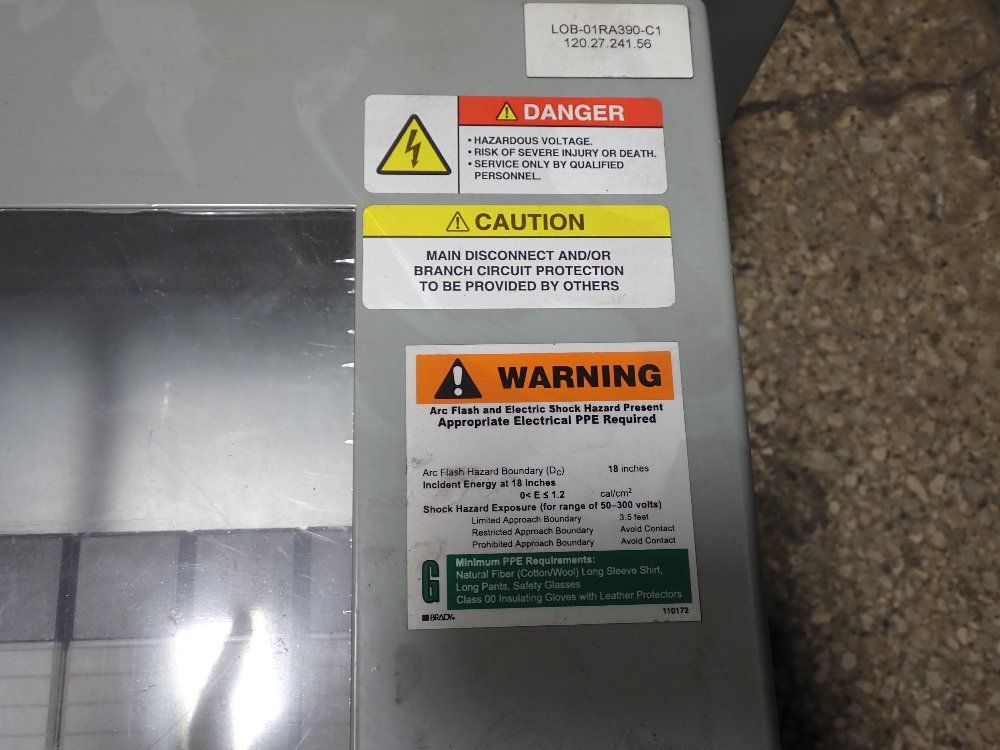 LOB-01RA390-C1
120.27.241.56
DANGER
• HAZARDOUS VOLTAGE.
• RISK OF SEVERE INJURY OR DEATH.
• SERVICE ONLY BY QUALIFIED
PERSONNEL.
CAUTION
MAIN DISCONNECT AND/OR
BRANCH CIRCUIT PROTECTION
TO BE PROVIDED BY OTHERS
WARNING
Arc Flash and Electric Shock Hazard Present
Appropriate Electrical PPE Required
Arc Flash Hazard Boundary (Dc) 18 inches
Incident Energy at 18 Inches
0< E ≤ 1.2 cal/cm²
Shock Hazard Exposure (for range of 50–300 volts)
Limited Approach Boundary 3.5 feet
Restricted Approach Boundary Avoid Contact
Prohibited Approach Boundary Avoid Contact
G
Minimum PPE Requirements:
Natural Fiber (Cotton/Wool) Long Sleeve Shirt,
Long Pants, Safety Glasses
Class 00 Insulating Gloves with Leather Protectors
BRADY. 110172